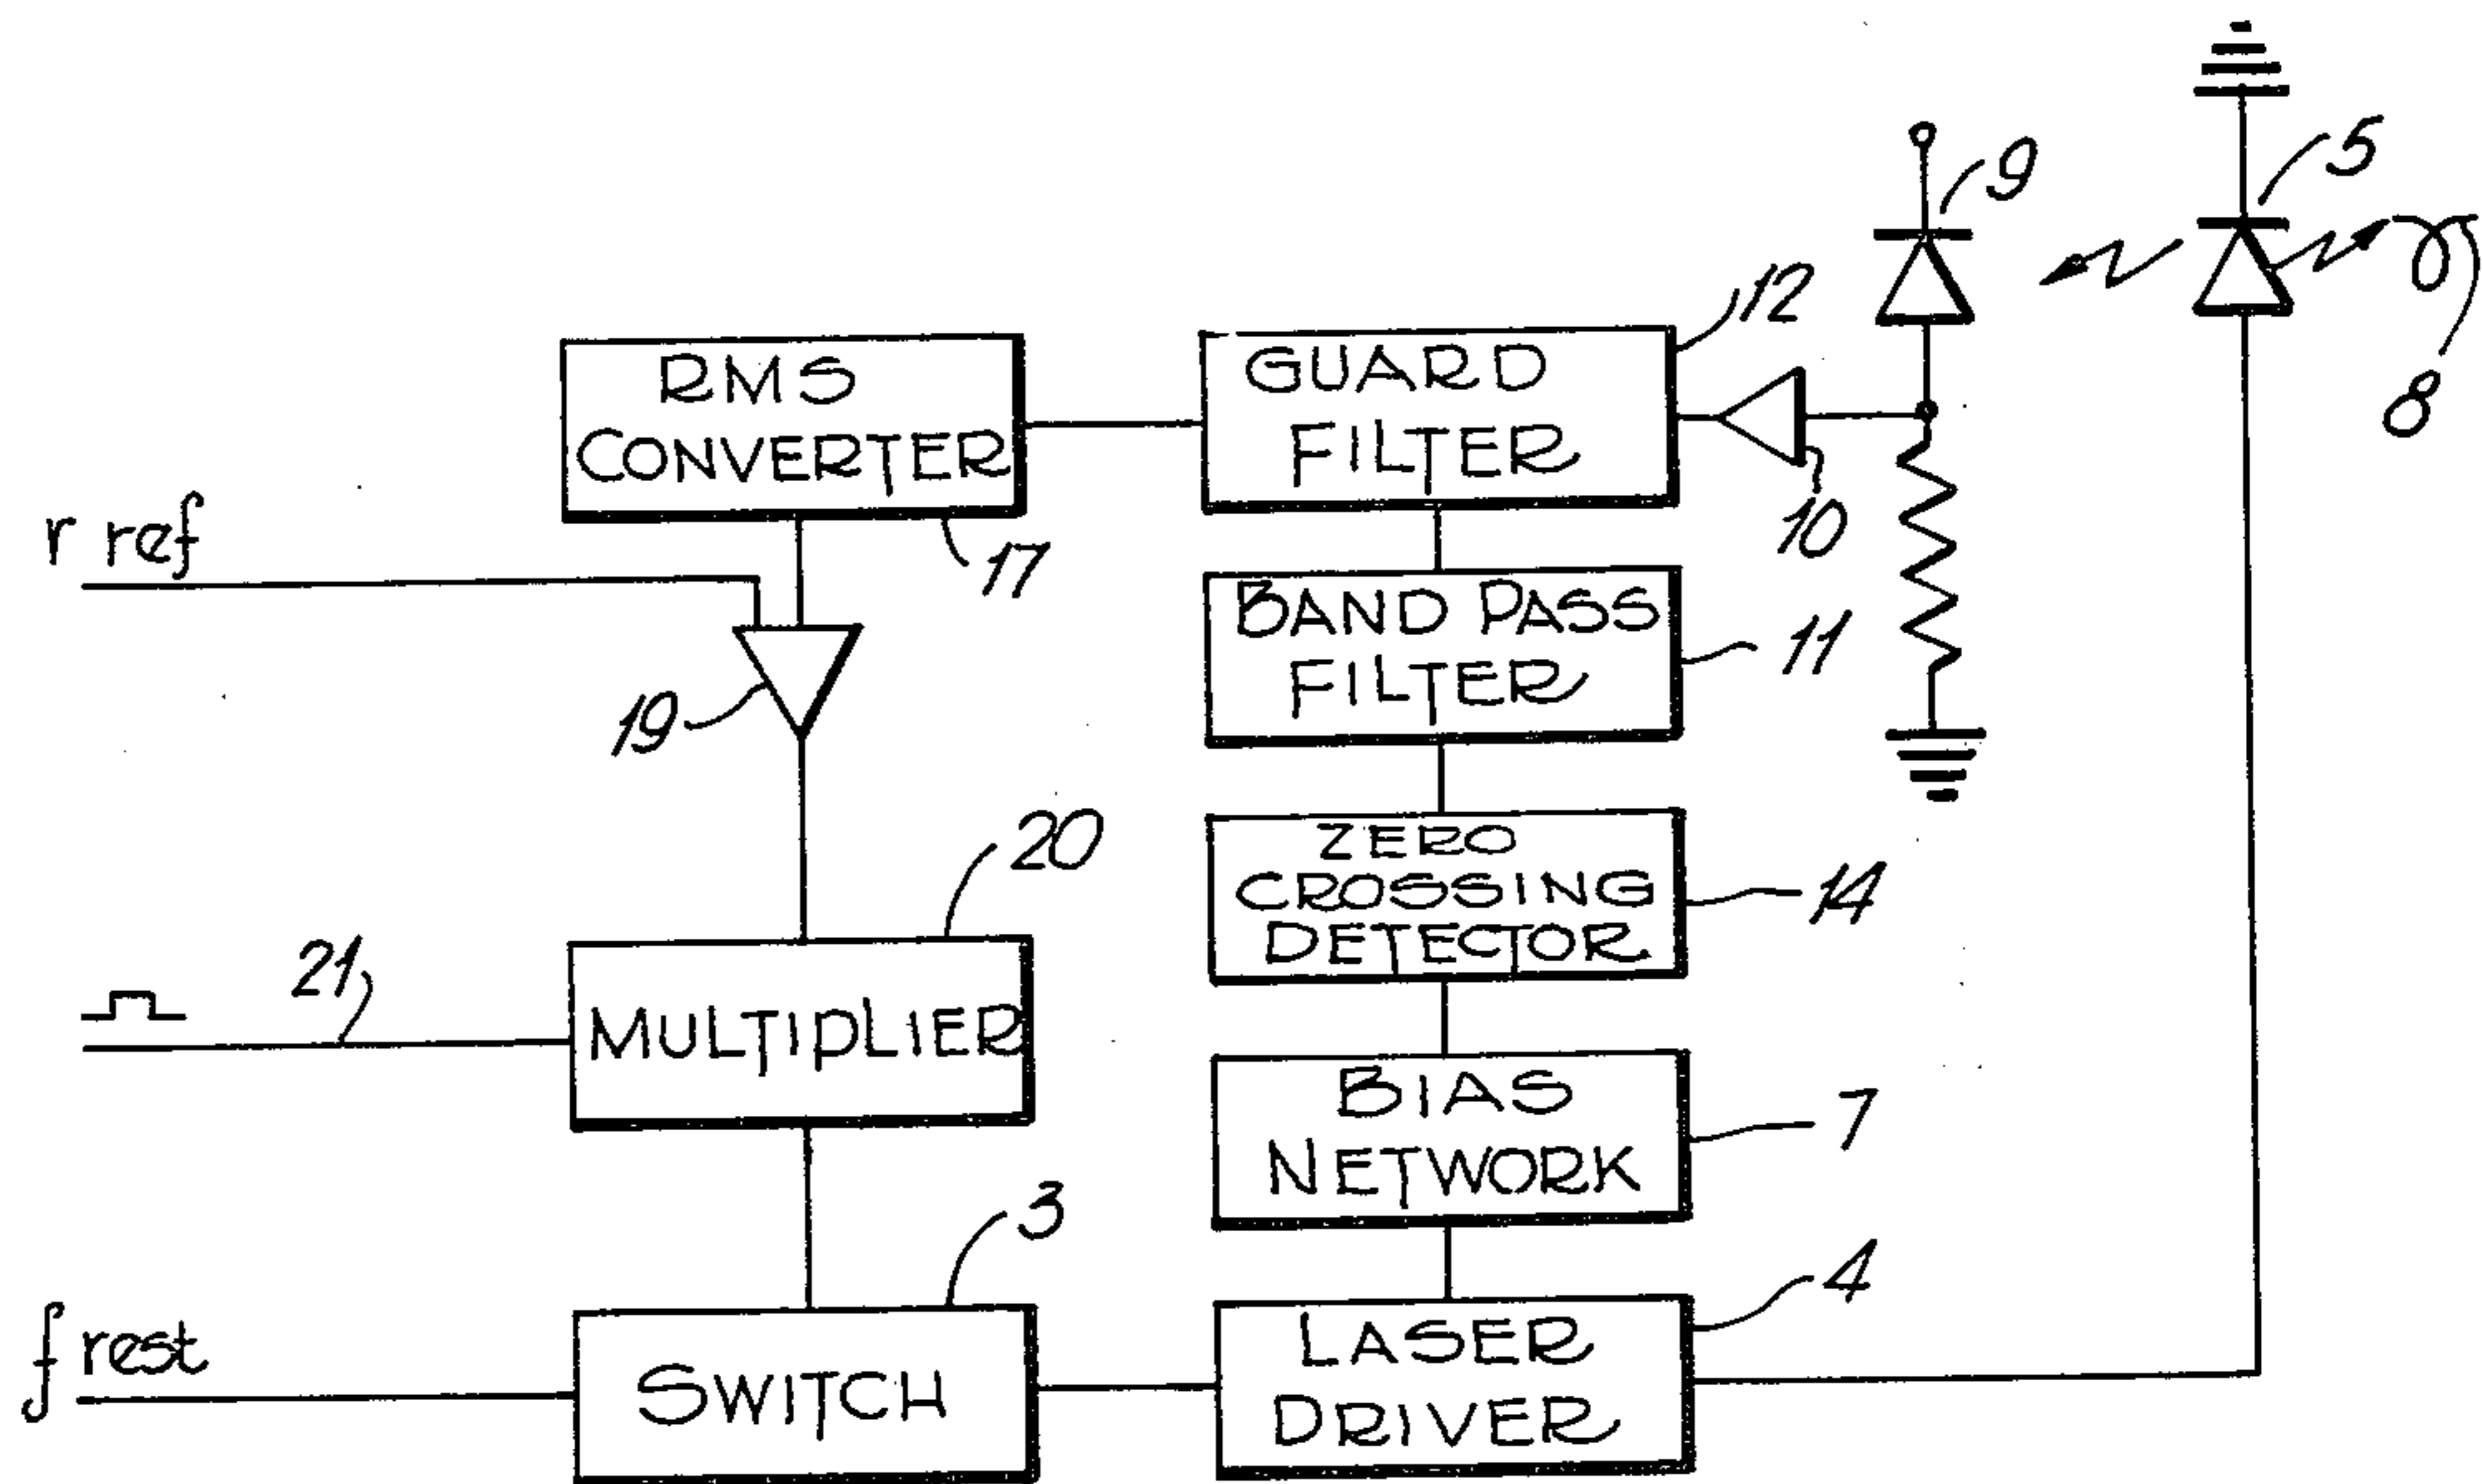 5
9
8
12
RMS
CONVERTER
GUARD
FILTER
10
r ref
17
BAND PASS
FILTER
11
19
20
ZERO
CROSSING
DETECTOR
14
21
MULTIPLIER
BIAS
NETWORK
7
3
4
f rest
SWITCH
LASER
DRIVER